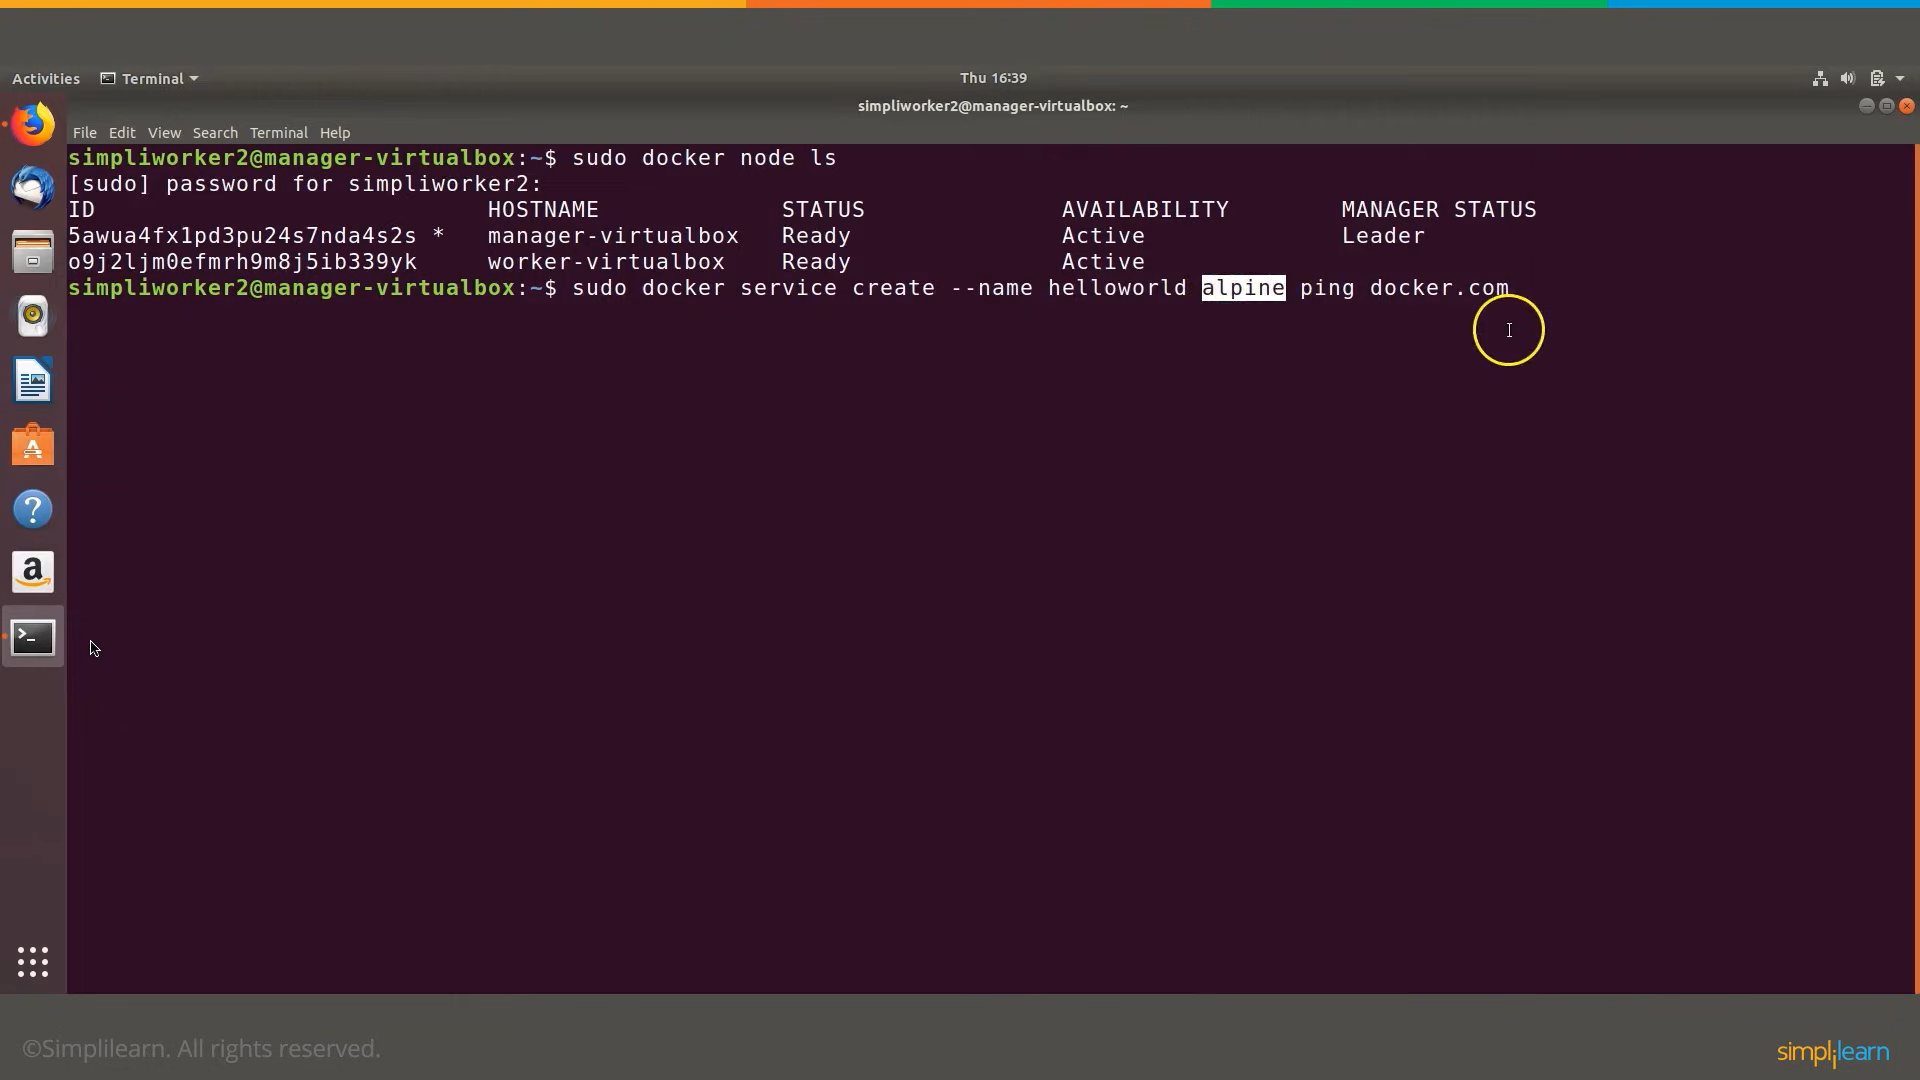 Activities Terminal Thu 16:39
simpliworker2@manager-virtualbox: ~
File Edit View Search Terminal Help
simpliworker2@manager-virtualbox:~$ sudo docker node ls
[sudo] password for simpliworker2:
ID HOSTNAME STATUS AVAILABILITY MANAGER STATUS
5awua4fx1pd3pu24s7nda4s2s * manager-virtualbox Ready Active Leader
o9j2ljm0efmrh9m8j5ib339yk worker-virtualbox Ready Active
simpliworker2@manager-virtualbox:~$ sudo docker service create --name helloworld alpine ping docker.com
©Simplilearn. All rights reserved.
simplilearn